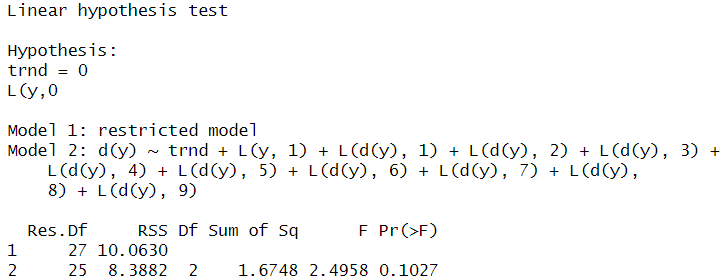 Linear hypothesis test
Hypothesis:
trnd = 0
L(y,0
Model 1: restricted model
Model 2: d(y) ~ trnd + L(y, 1) + L(d(y), 1) + L(d(y), 2) + L(d(y), 3) +
L(d(y), 4) + L(d(y), 5) + L(d(y), 6) + L(d(y), 7) + L(d(y),
8) + L(d(y), 9)
Res.Df RSS Df Sum of Sq F Pr(>F)
1 27 10.0630
2 25 8.3882 2 1.6748 2.4958 0.1027